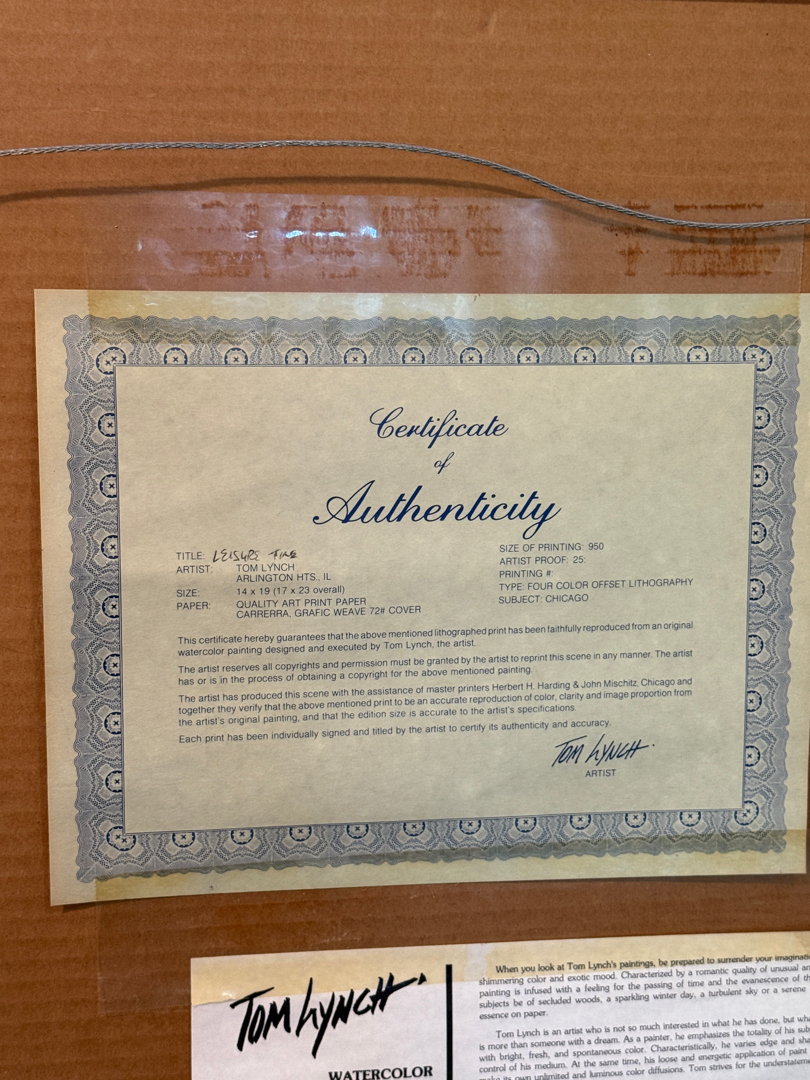 Certificate
of
Authenticity
TITLE: LEISURE TIME
ARTIST: TOM LYNCH
ARLINGTON HTS., IL
SIZE: 14 x 19 (17 x 23 overall)
PAPER: QUALITY ART PRINT PAPER
CARRERRA, GRAFIC WEAVE 72# COVER
SIZE OF PRINTING: 950
ARTIST PROOF: 25:
PRINTING #:
TYPE: FOUR COLOR OFFSET LITHOGRAPHY
SUBJECT: CHICAGO
This certificate hereby guarantees that the above mentioned lithographed print has been faithfully reproduced from an original
watercolor painting designed and executed by Tom Lynch, the artist.
The artist reserves all copyrights and permission must be granted by the artist to reprint this scene in any manner. The artist
has or is in the process of obtaining a copyright for the above mentioned painting.
The artist has produced this scene with the assistance of master printers Herbert H. Harding & John Mischitz, Chicago and
together they verify that the above mentioned print to be an accurate reproduction of color, clarity and image proportion from
the artist's original painting, and that the edition size is accurate to the artist's specifications.
Each print has been individually signed and titled by the artist to certify its authenticity and accuracy.
TOM LYNCH.
ARTIST
TOM LYNCH
WATERCOLOR
When you look at Tom Lynch's paintings, be prepared to surrender your
shimmering color and exotic mood. Characterized by a romantic quality of unusual
painting is infused with a feeling for the passing of time and the evanescence of
subjects be of secluded woods, a sparkling winter day, a turbulent sky or a serene
essence on paper.
Tom Lynch is an artist who is not so much interested in what he has done, but
is more than someone with a dream. As a painter, he emphasizes the totality of his
with bright, fresh, and spontaneous color. Characteristically, he varies edge and
control of his medium. At the same time, his loose and energetic application of paint
make its own unlimited and luminous color diffusions. Tom strives for the